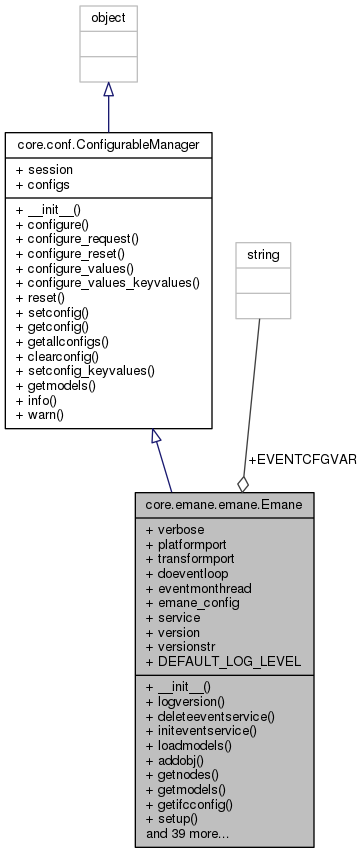 object
core.conf.ConfigurableManager
+ session
+ configs
+ __init__()
+ configure()
+ configure_request()
+ configure_reset()
+ configure_values()
+ configure_values_keyvalues()
+ reset()
+ setconfig()
+ getconfig()
+ getallconfigs()
+ clearconfig()
+ setconfig_keyvalues()
+ getmodels()
+ info()
+ warn()
string
+EVENTCFGVAR
core.emane.emane.Emane
+ verbose
+ platformport
+ transformport
+ doeventloop
+ eventmonthread
+ emane_config
+ service
+ version
+ versionstr
+ DEFAULT_LOG_LEVEL
+ __init__()
+ logversion()
+ deleteeventservice()
+ initeventservice()
+ loadmodels()
+ addobj()
+ getnodes()
+ getmodels()
+ getifcconfig()
+ setup()
and 39 more...